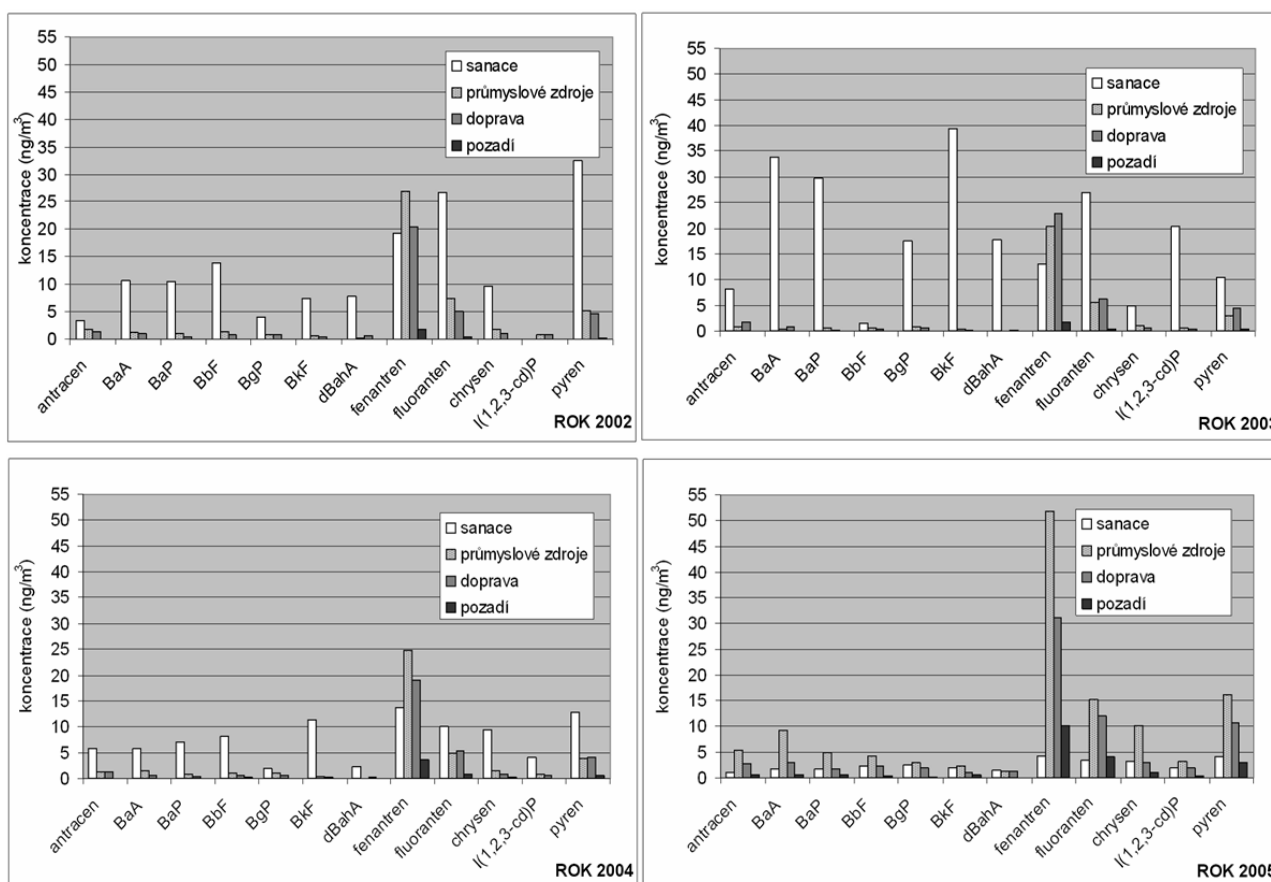 koncentrace (ng/m³)
55
50
45
40
35
30
25
20
15
10
5
0
sanace
průmyslové zdroje
doprava
pozadí
antracen
BaA
BaP
BbF
BgP
BkF
dBahA
fenantren
fluoranten
chrysen
I(1,2,3-cd)P
pyren
ROK 2002
koncentrace (ng/m³)
55
50
45
40
35
30
25
20
15
10
5
0
sanace
průmyslové zdroje
doprava
pozadí
antracen
BaA
BaP
BbF
BgP
BkF
dBahA
fenantren
fluoranten
chrysen
I(1,2,3-cd)P
pyren
ROK 2003
koncentrace (ng/m³)
55
50
45
40
35
30
25
20
15
10
5
0
sanace
průmyslové zdroje
doprava
pozadí
antracen
BaA
BaP
BbF
BgP
BkF
dBahA
fenantren
fluoranten
chrysen
I(1,2,3-cd)P
pyren
ROK 2004
koncentrace (ng/m³)
55
50
45
40
35
30
25
20
15
10
5
0
sanace
průmyslové zdroje
doprava
pozadí
antracen
BaA
BaP
BbF
BgP
BkF
dBahA
fenantren
fluoranten
chrysen
I(1,2,3-cd)P
pyren
ROK 2005